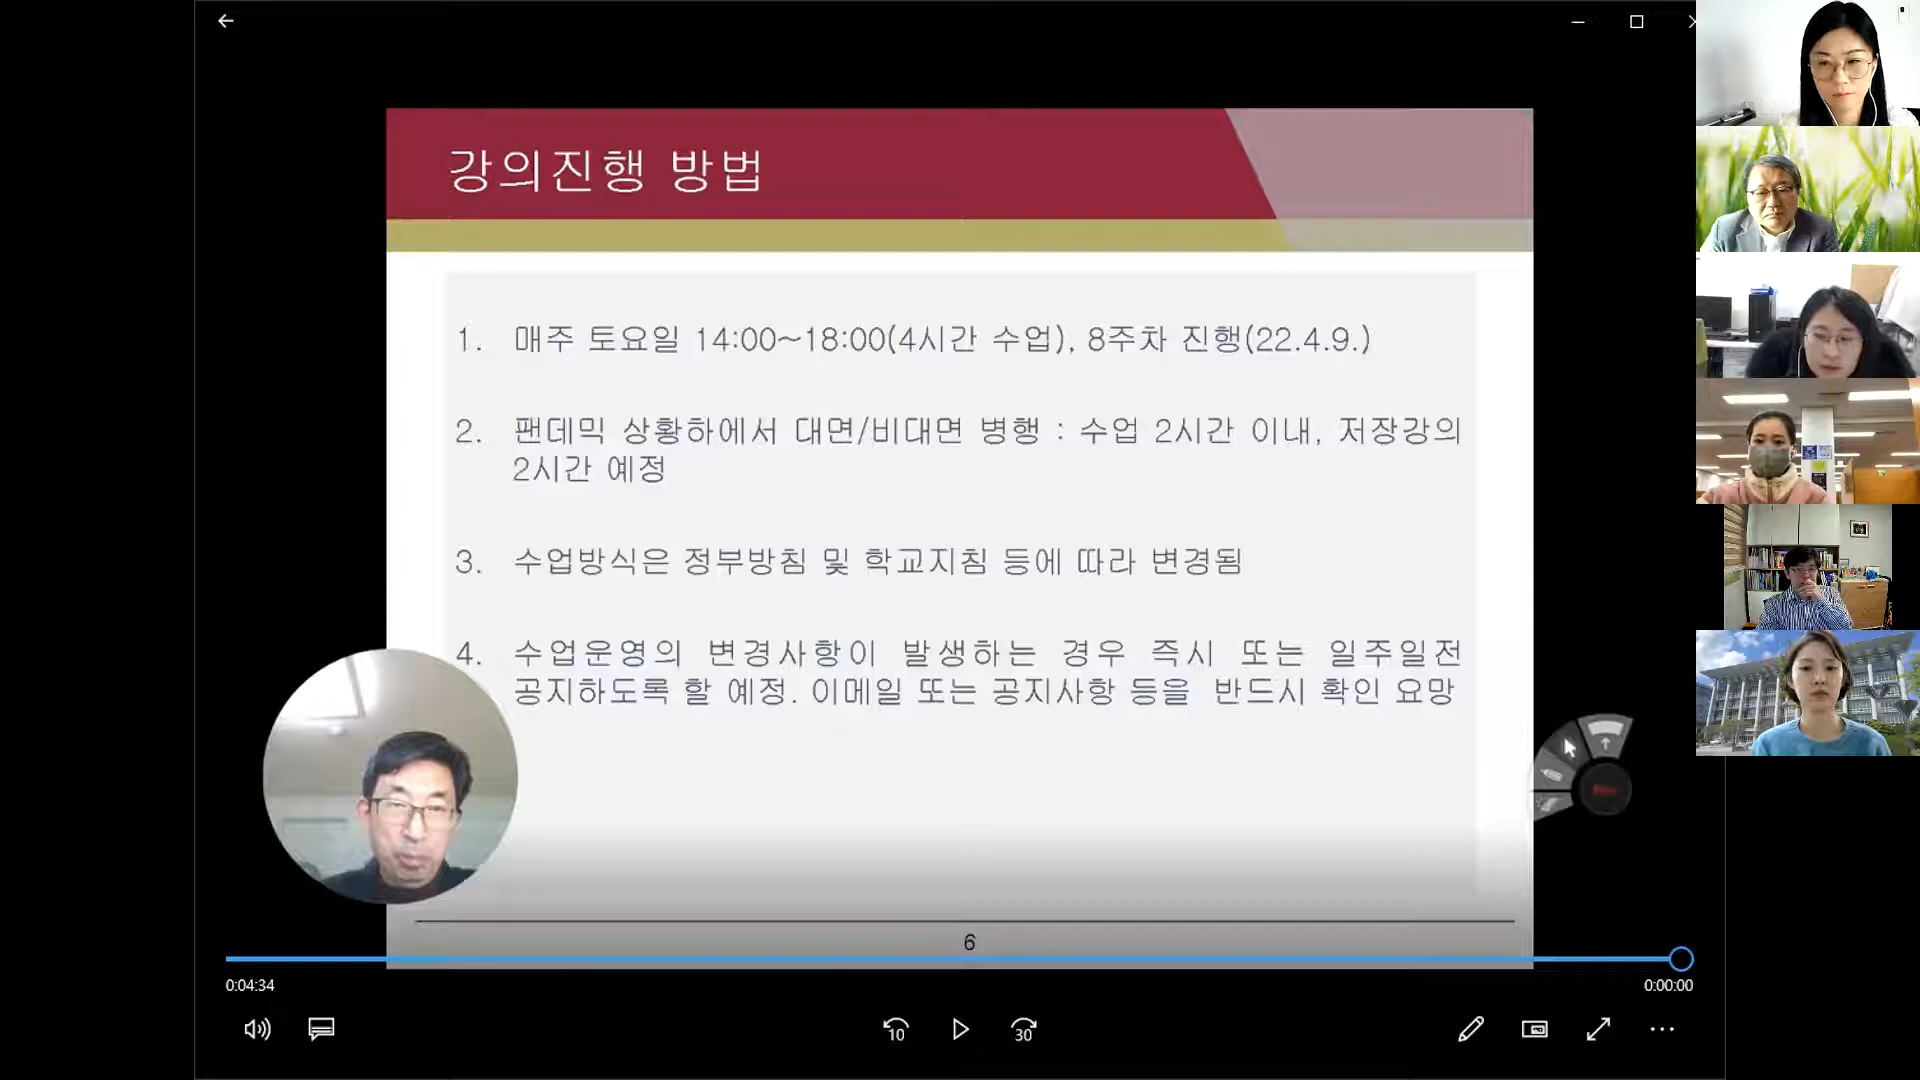 강의진행 방법
1. 매주 토요일 14:00~18:00(4시간 수업), 8주차 진행(22.4.9.)
2. 팬데믹 상황하에서 대면/비대면 병행 : 수업 2시간 이내, 저장강의
2시간 예정
3. 수업방식은 정부방침 및 학교지침 등에 따라 변경됨
4. 수업운영의 변경사항이 발생하는 경우 즉시 또는 일주일전
공지하도록 할 예정. 이메일 또는 공지사항 등을 반드시 확인 요망
6
0:04:34
0:00:00
10
30